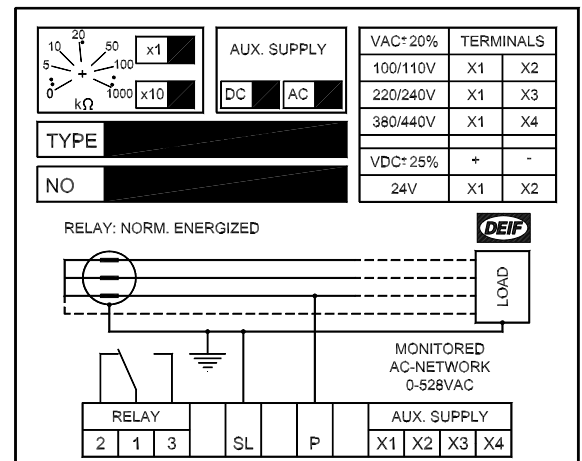 20
10 50
5 100
0 1000
kΩ
x1
x10
AUX. SUPPLY
DC AC
TYPE
NO
VAC±20% TERMINALS
100/110V X1 X2
220/240V X1 X3
380/440V X1 X4
VDC±25% + -
24V X1 X2
RELAY: NORM. ENERGIZED
DEIF
LOAD
MONITORED
AC-NETWORK
0-528VAC
RELAY AUX. SUPPLY
2 1 3 SL P X1 X2 X3 X4